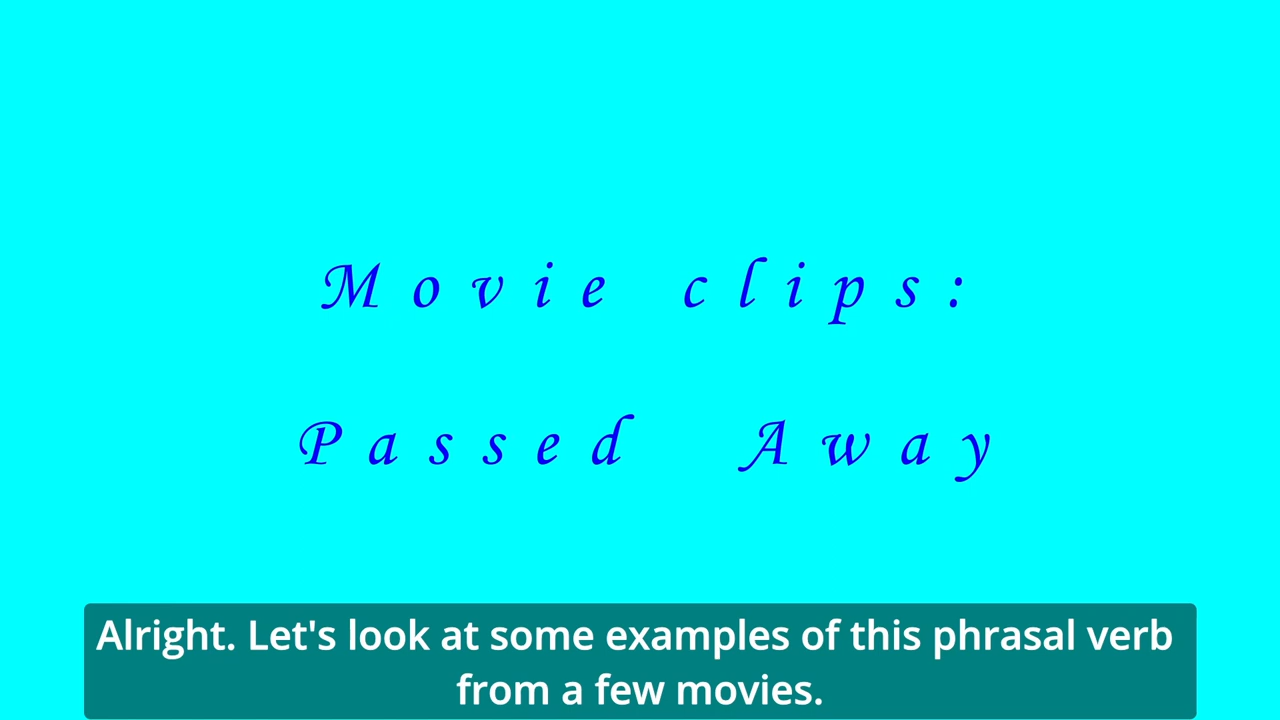 Movie clips:
Passed Away
Alright. Let's look at some examples of this phrasal verb
from a few movies.